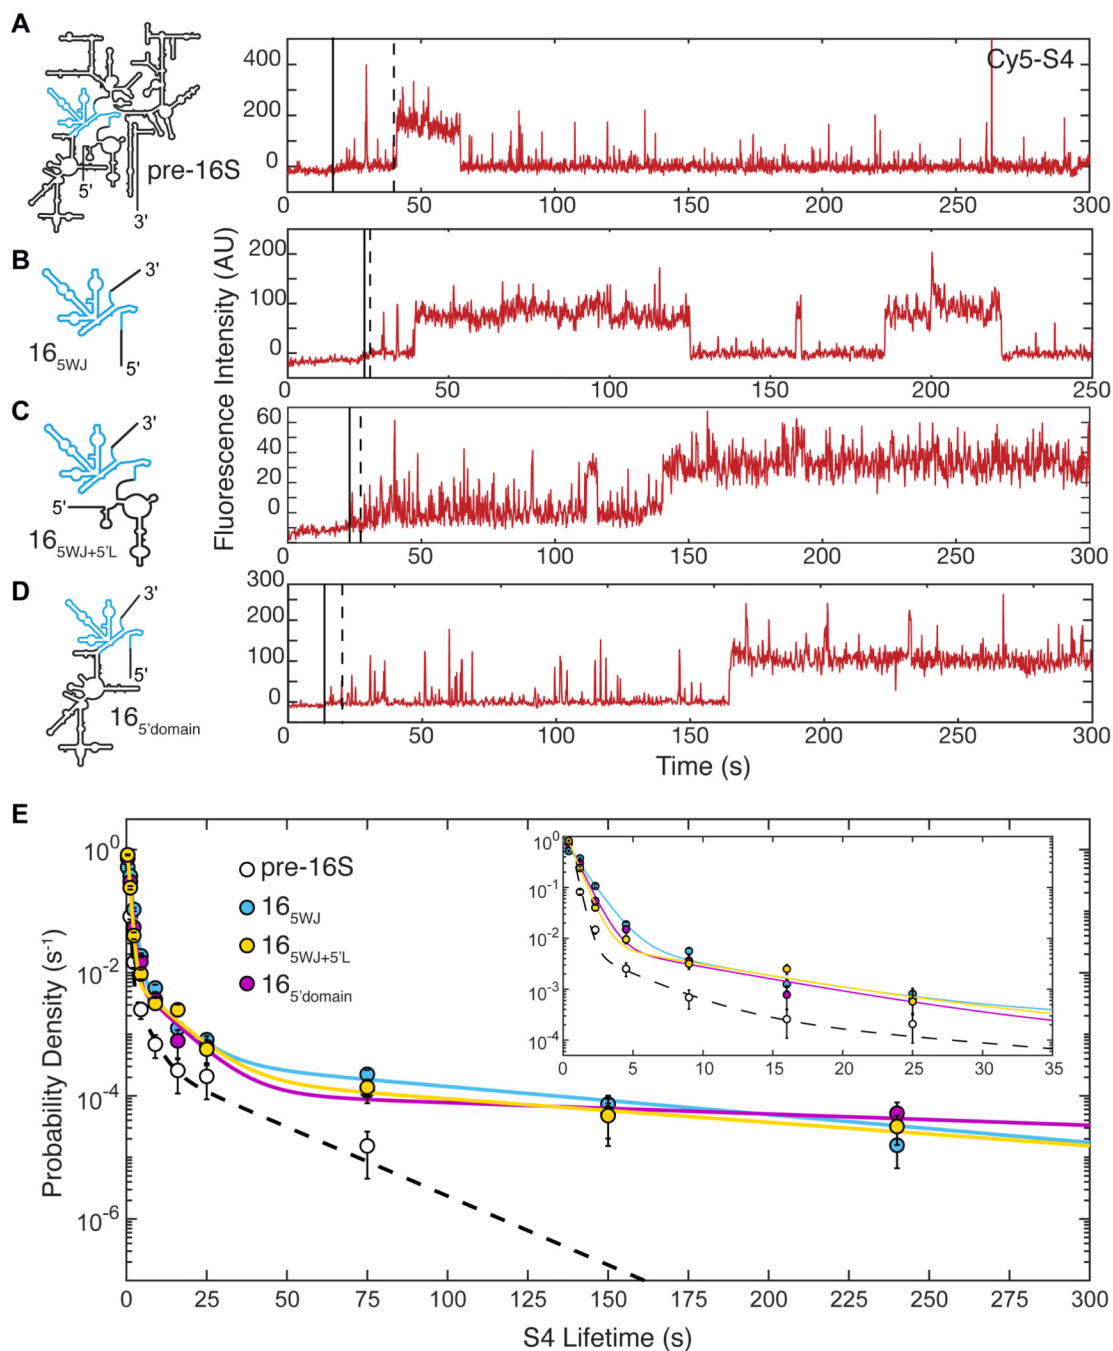 A
pre-16S
5'
3'
Cy5-S4
400
200
0
0 50 100 150 200 250 300
B
3'
16 5WJ
5'
200
100
0
0 50 100 150 200 250
C
3'
5'
16 5WJ+5'L
60
40
20
0
0 50 100 150 200 250 300
D
3'
5'
16 5'domain
300
200
100
0
0 50 100 150 200 250 300
Fluorescence Intensity (AU)
Time (s)
E
10^0
10^-2
10^-4
10^-6
Probability Density (s^-1)
pre-16S
16 5WJ
16 5WJ+5'L
16 5'domain
10^0
10^-1
10^-2
10^-3
10^-4
0 5 10 15 20 25 30 35
0 25 50 75 100 125 150 175 200 225 250 275 300
S4 Lifetime (s)